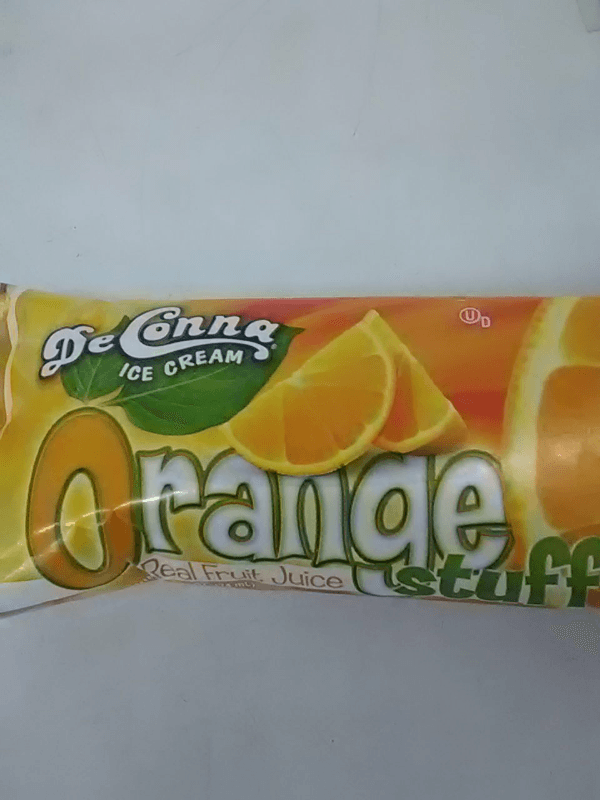 DeConna®
ICE CREAM
Ⓤ D
Orange
Real Fruit Juice
stuff